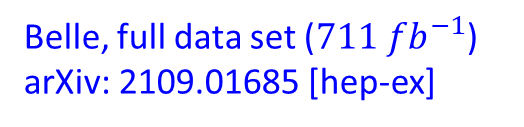 Belle, full data set (711 fb⁻¹)
arXiv: 2109.01685 [hep-ex]